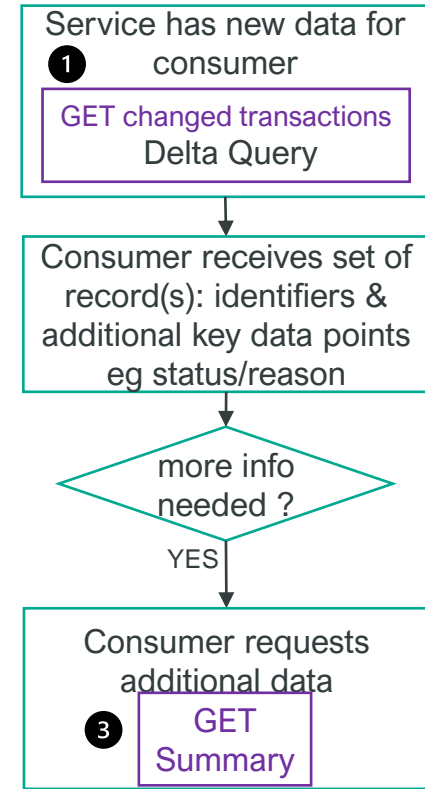 Service has new data for
1 consumer
GET changed transactions
Delta Query
Consumer receives set of
record(s): identifiers &
additional key data points
eg status/reason
more info
needed ?
YES
Consumer requests
additional data
3 GET
Summary